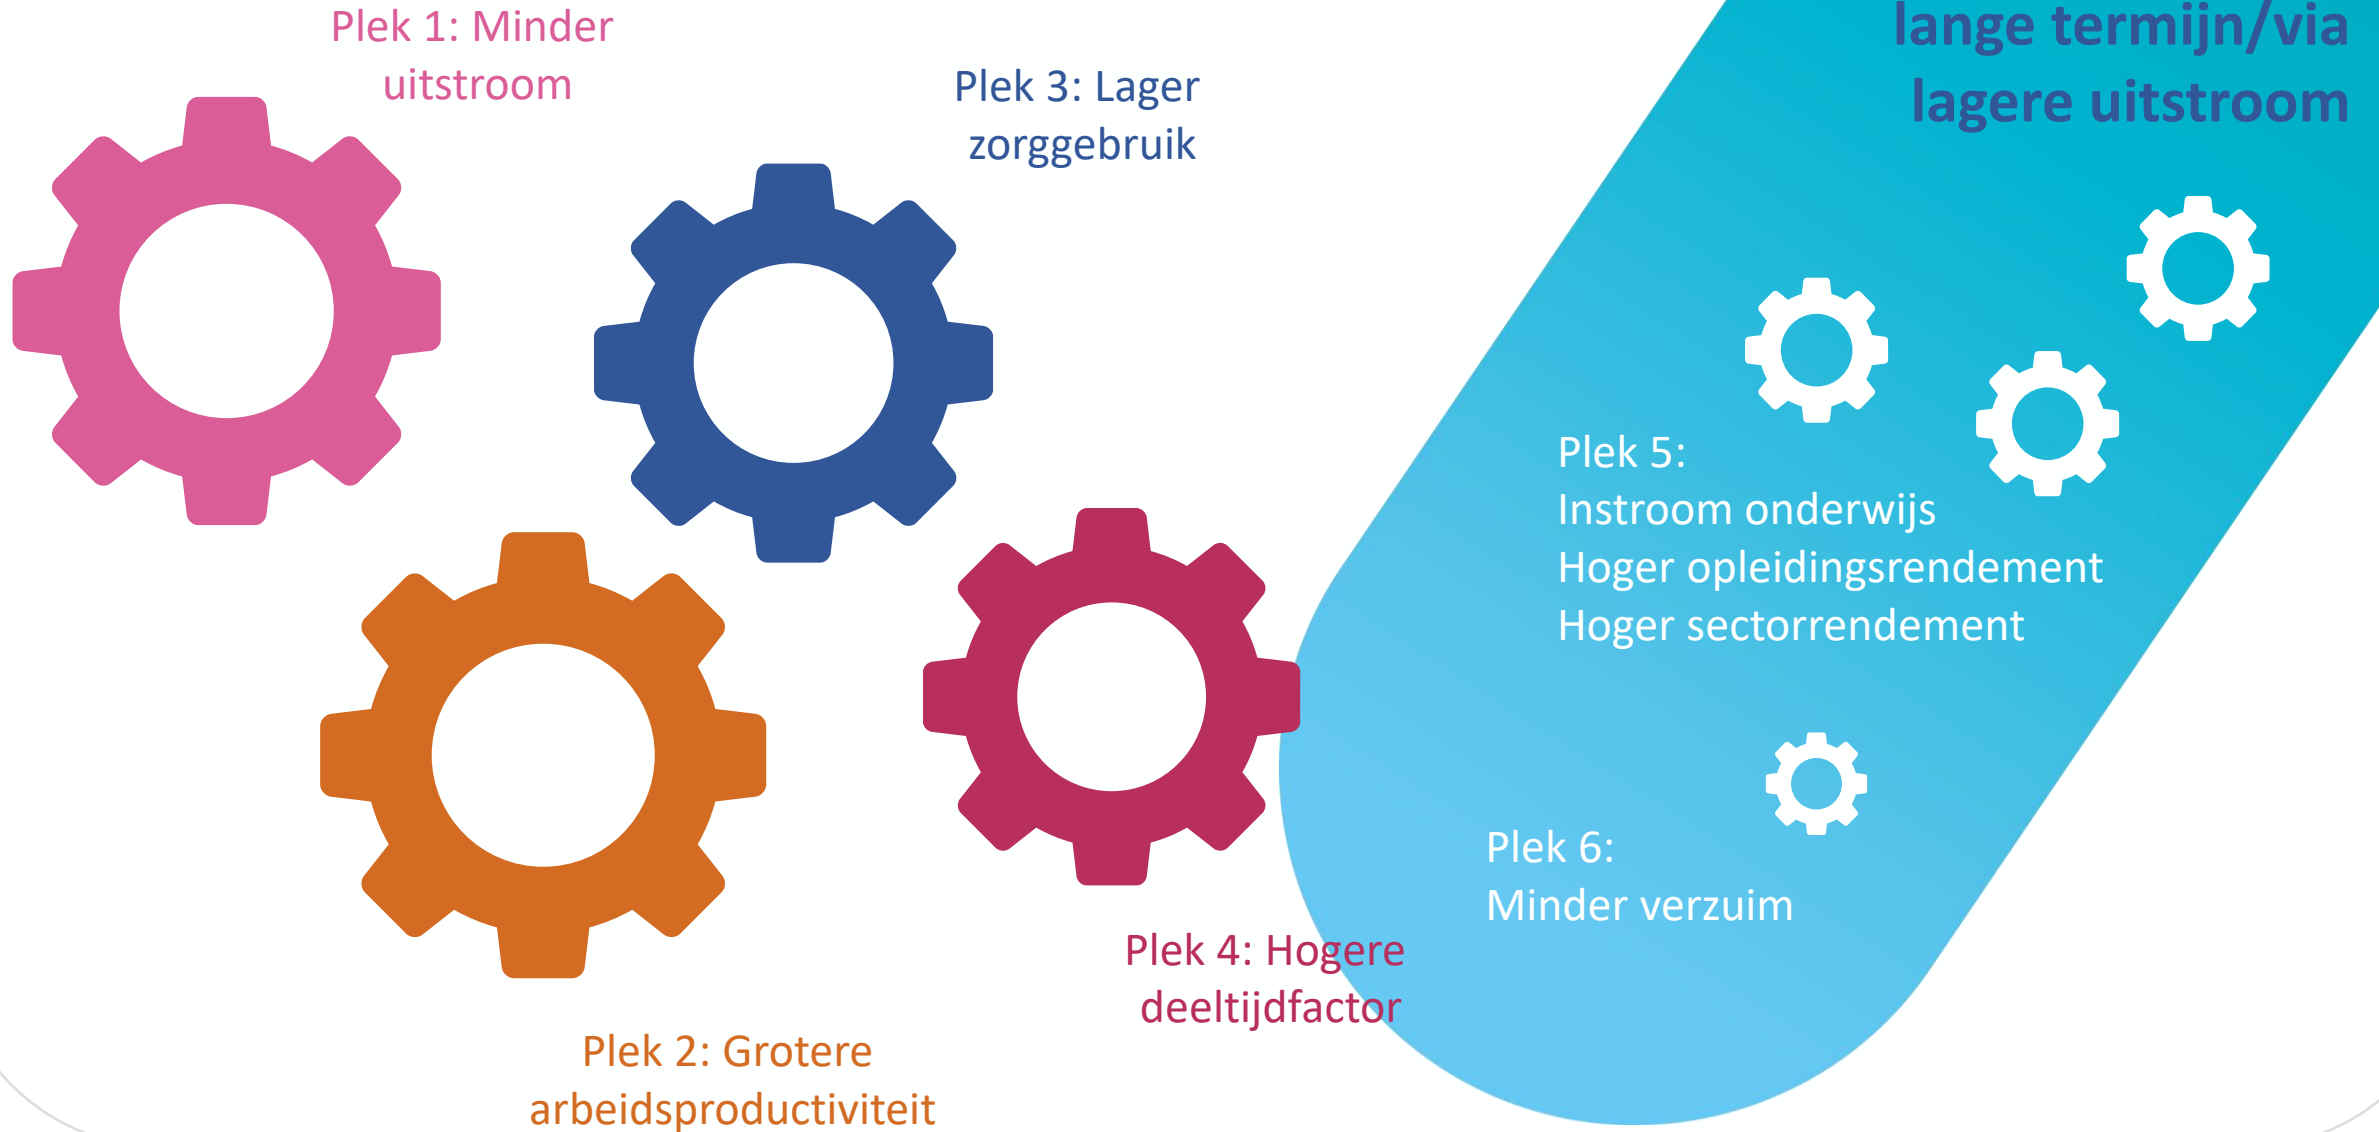 Plek 1: Minder
uitstroom
Plek 3: Lager
zorggebruik
lange termijn/via
lagere uitstroom
Plek 5:
Instroom onderwijs
Hoger opleidingsrendement
Hoger sectorrendement
Plek 6:
Minder verzuim
Plek 4: Hogere
deeltijdfactor
Plek 2: Grotere
arbeidsproductiviteit